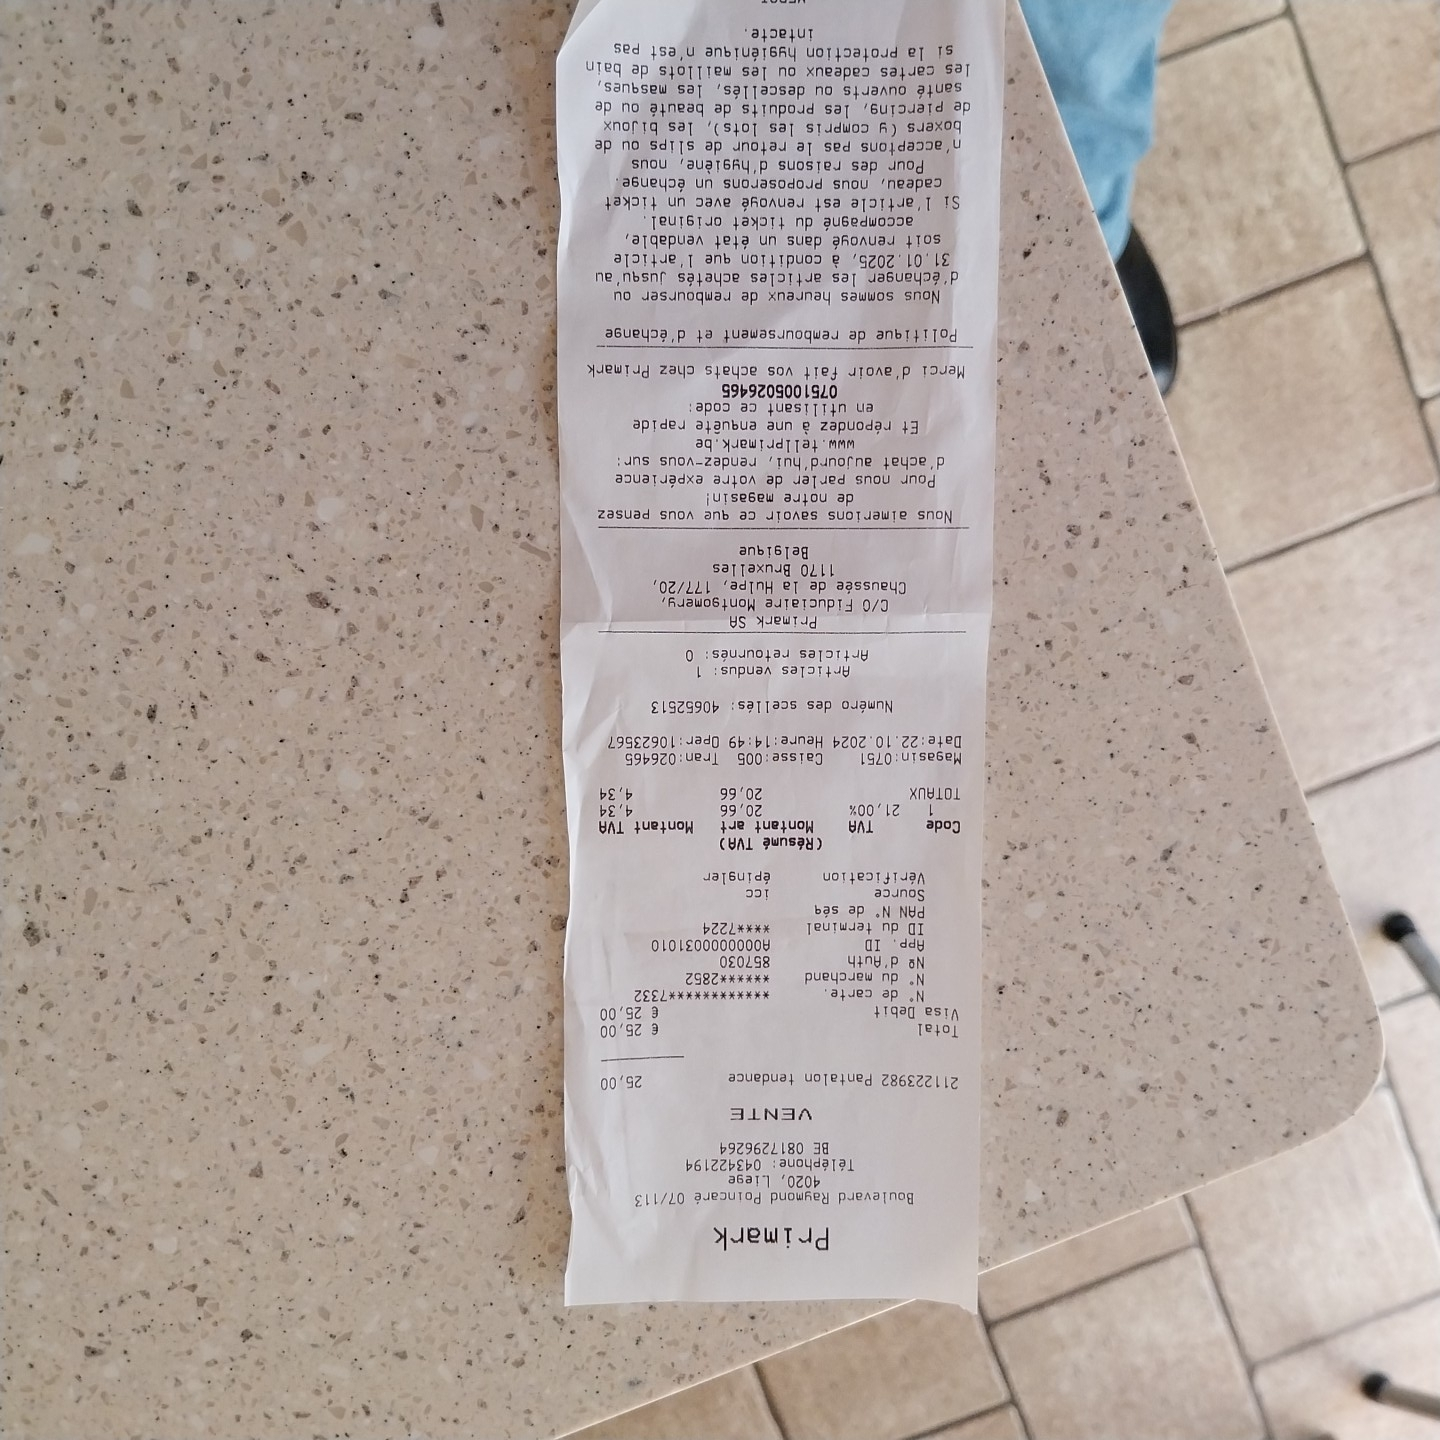 Primark
Boulevard Raymond Poincaré 07/113
4020, Liege
Téléphone: 043422194
BE 0817296264
VENTE
211223982 Pantalon tendance 25,00
Total € 25,00
Visa Debit € 25,00
N° de carte. ************7332
N° du marchand ******2852
Nº d'Auth 857030
App. ID A0000000031010
ID du terminal ****7224
PAN N° de séq
Source icc
Vérification épingler
(Résumé TVA)
Code TVA Montant art Montant TVA
1 21,00% 20,66 4,34
TOTAUX 20,66 4,34
Magasin:0751 Caisse:005 Tran:026465
Date:22.10.2024 Heure:14:49 Oper:10623567
Numéro des scellés: 40652513
Articles vendus: 1
Articles retournés: 0
Primark SA
C/O Fiduciaire Montgomery,
Chaussée de la Hulpe, 177/20,
1170 Bruxelles
Belgique
Nous aimerions savoir ce que vous pensez
de notre magasin!
Pour nous parler de votre expérience
d'achat aujourd'hui, rendez-vous sur:
www.tellprimark.be
Et répondez à une enquête rapide
en utilisant ce code:
0751005026465
Merci d'avoir fait vos achats chez Primark
Politique de remboursement et d'échange
Nous sommes heureux de rembourser ou
d'échanger les articles achetés jusqu'au
31.01.2025, à condition que l'article
soit renvoyé dans un état vendable,
accompagné du ticket original.
Si l'article est renvoyé avec un ticket
cadeau, nous proposerons un échange.
Pour des raisons d'hygiène, nous
n'acceptons pas le retour de slips ou de
boxers (y compris les lots), les bijoux
de piercing, les produits de beauté ou de
santé ouverts ou descellés, les masques,
les cartes cadeaux ou les maillots de bain
si la protection hygiénique n'est pas
intacte.